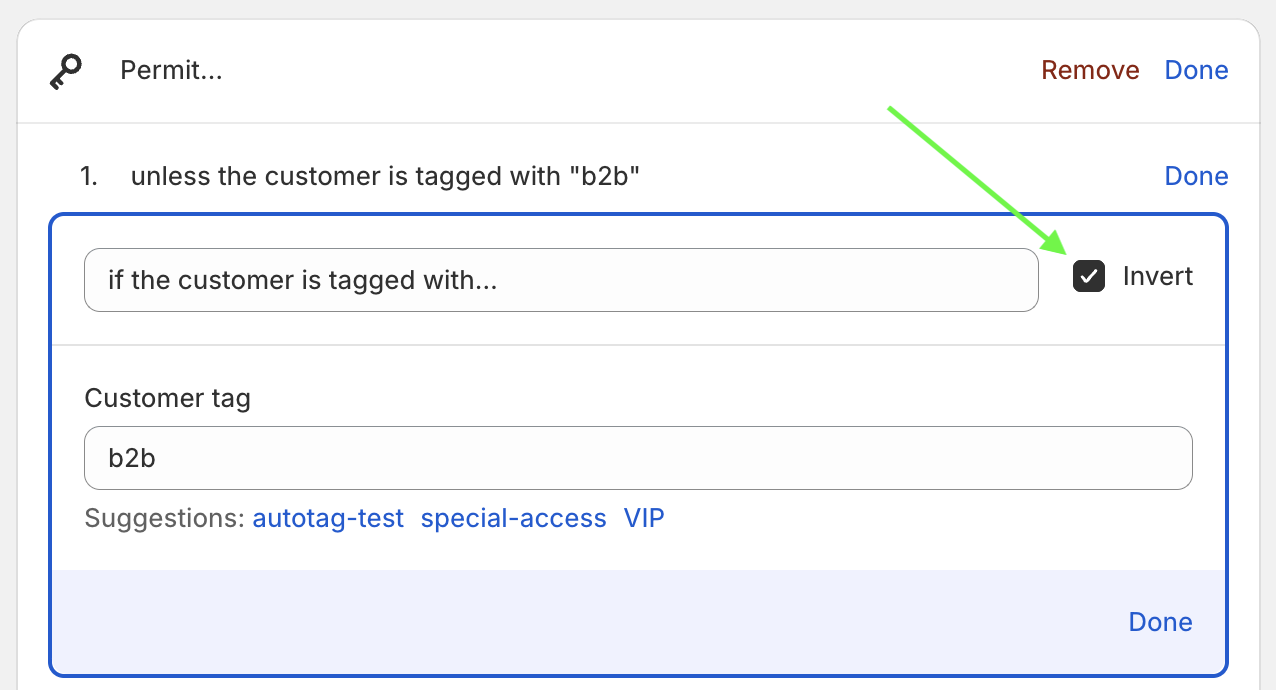 Permit... Remove Done
1. unless the customer is tagged with "b2b" Done
if the customer is tagged with... Invert
Customer tag
b2b
Suggestions: autotag-test special-access VIP
Done